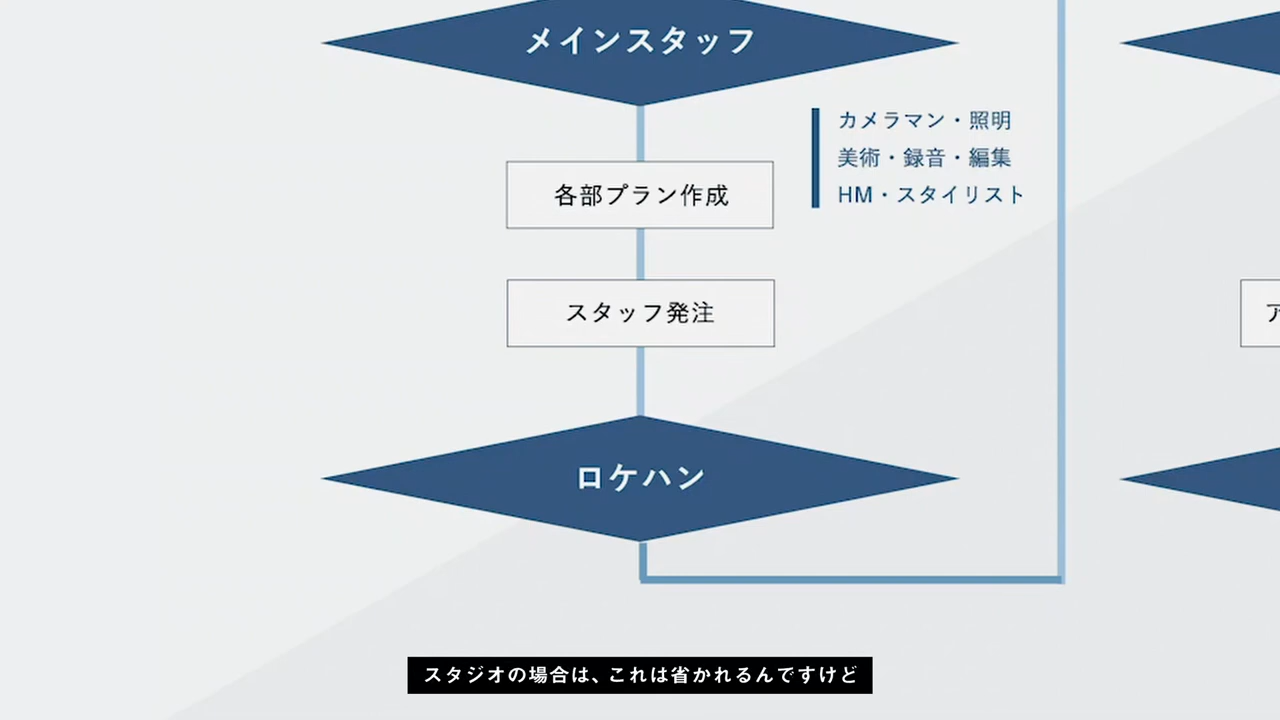 メインスタッフ
カメラマン・照明
美術・録音・編集
HM・スタイリスト
各部プラン作成
スタッフ発注
ロケハン
スタジオの場合は、これは省かれるんですけど